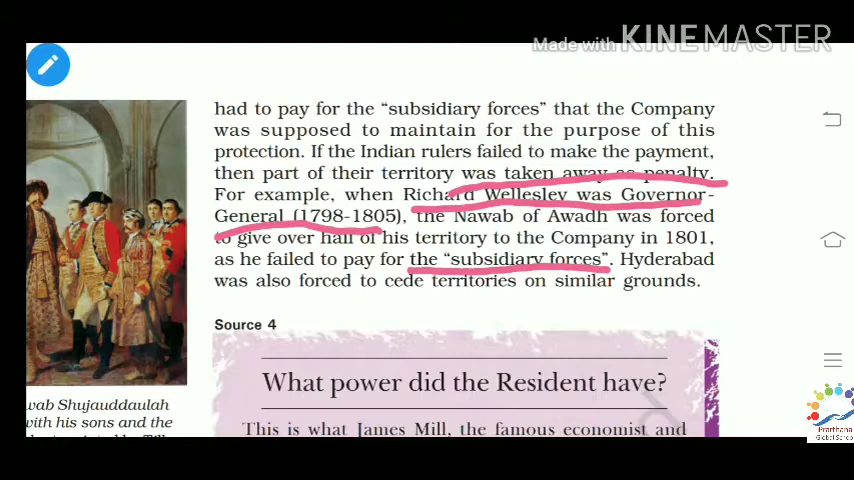 Made with KINEMASTER
had to pay for the “subsidiary forces” that the Company
was supposed to maintain for the purpose of this
protection. If the Indian rulers failed to make the payment,
then part of their territory was taken away as penalty.
For example, when Richard Wellesley was Governor-
General (1798-1805), the Nawab of Awadh was forced
to give over half of his territory to the Company in 1801,
as he failed to pay for the “subsidiary forces”. Hyderabad
was also forced to cede territories on similar grounds.
Source 4
What power did the Resident have?
This is what James Mill, the famous economist and
wab Shujauddaulah
with his sons and the
Prarthana
Global School